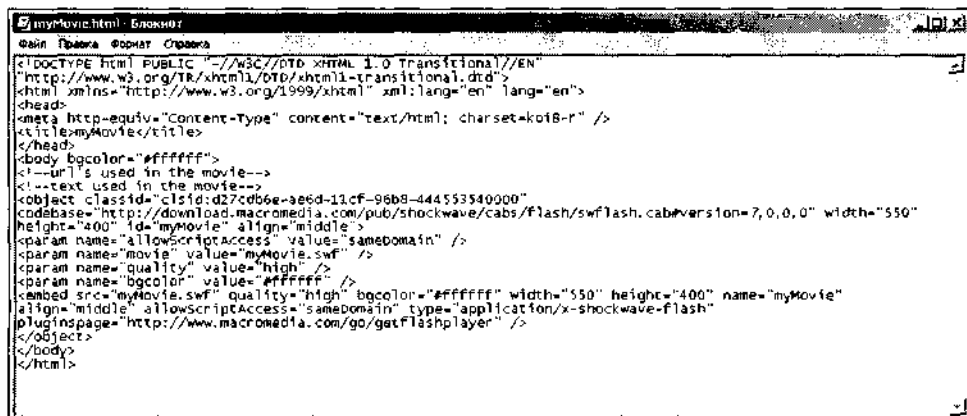 myMovie.html - Блокнот
Файл Правка Формат Справка
<!DOCTYPE html PUBLIC "-//W3C//DTD XHTML 1.0 Transitional//EN"
"http://www.w3.org/TR/xhtml1/DTD/xhtml1-transitional.dtd">
<html xmlns="http://www.w3.org/1999/xhtml" xml:lang="en" lang="en">
<head>
<meta http-equiv="Content-Type" content="text/html; charset=koi8-r" />
<title>myMovie</title>
</head>
<body bgcolor="#ffffff">
<!--url's used in the movie-->
<!--text used in the movie-->
<object classid="clsid:d27cdb6e-ae6d-11cf-96b8-444553540000"
codebase="http://download.macromedia.com/pub/shockwave/cabs/flash/swflash.cab#version=7,0,0,0" width="550"
height="400" id="myMovie" align="middle">
<param name="allowScriptAccess" value="sameDomain" />
<param name="movie" value="myMovie.swf" />
<param name="quality" value="high" />
<param name="bgcolor" value="#ffffff" />
<embed src="myMovie.swf" quality="high" bgcolor="#ffffff" width="550" height="400" name="myMovie"
align="middle" allowScriptAccess="sameDomain" type="application/x-shockwave-flash"
pluginspage="http://www.macromedia.com/go/getflashplayer" />
</object>
</body>
</html>